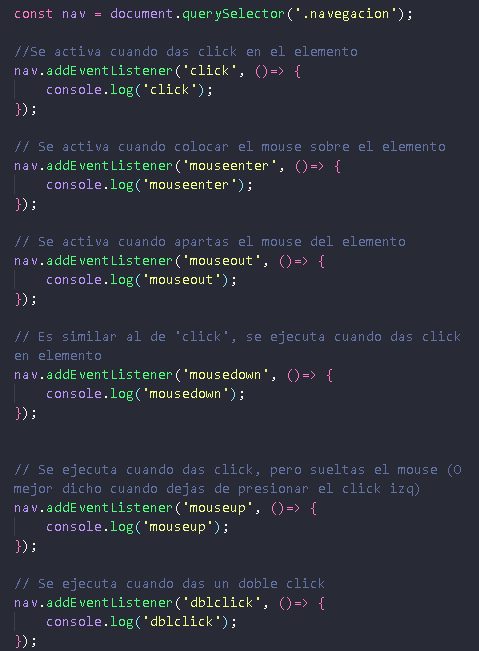 const nav = document.querySelector('.navegacion');
//Se activa cuando das click en el elemento
nav.addEventListener('click', ()=> {
    console.log('click');
});
// Se activa cuando colocar el mouse sobre el elemento
nav.addEventListener('mouseenter', ()=> {
    console.log('mouseenter');
});
// Se activa cuando apartas el mouse del elemento
nav.addEventListener('mouseout', ()=> {
    console.log('mouseout');
});
// Es similar al de 'click', se ejecuta cuando das click
en elemento
nav.addEventListener('mousedown', ()=> {
    console.log('mousedown');
});
// Se ejecuta cuando das click, pero sueltas el mouse (O
mejor dicho cuando dejas de presionar el click izq)
nav.addEventListener('mouseup', ()=> {
    console.log('mouseup');
});
// Se ejecuta cuando das un doble click
nav.addEventListener('dblclick', ()=> {
    console.log('dblclick');
});